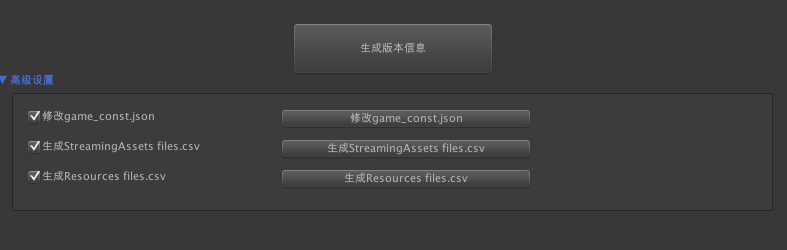 生成版本信息
高级设置
修改game_const.json 修改game_const.json
生成StreamingAssets files.csv 生成StreamingAssets files.csv
生成Resources files.csv 生成Resources files.csv